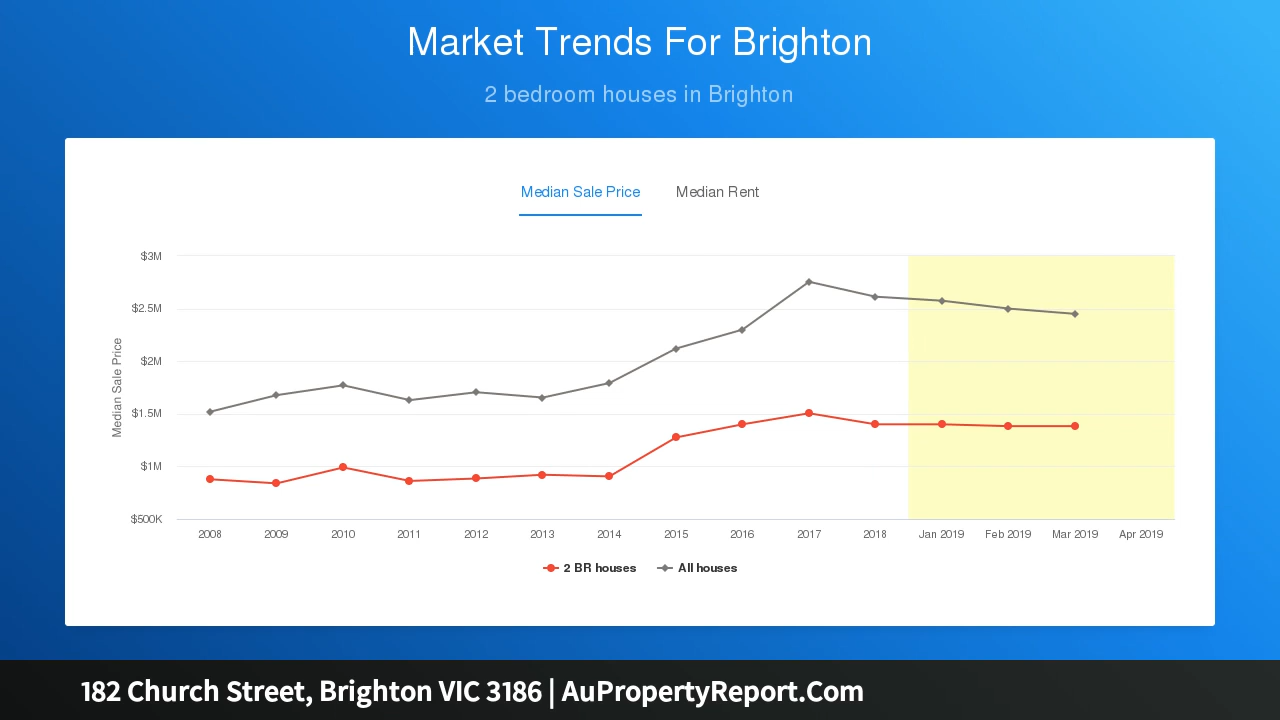 Market Trends For Brighton
2 bedroom houses in Brighton
Median Sale Price Median Rent
Median Sale Price
$3M
$2.5M
$2M
$1.5M
$1M
$500K
2008 2009 2010 2011 2012 2013 2014 2015 2016 2017 2018 Jan 2019 Feb 2019 Mar 2019 Apr 2019
2 BR houses All houses
182 Church Street, Brighton VIC 3186 | AuPropertyReport.Com